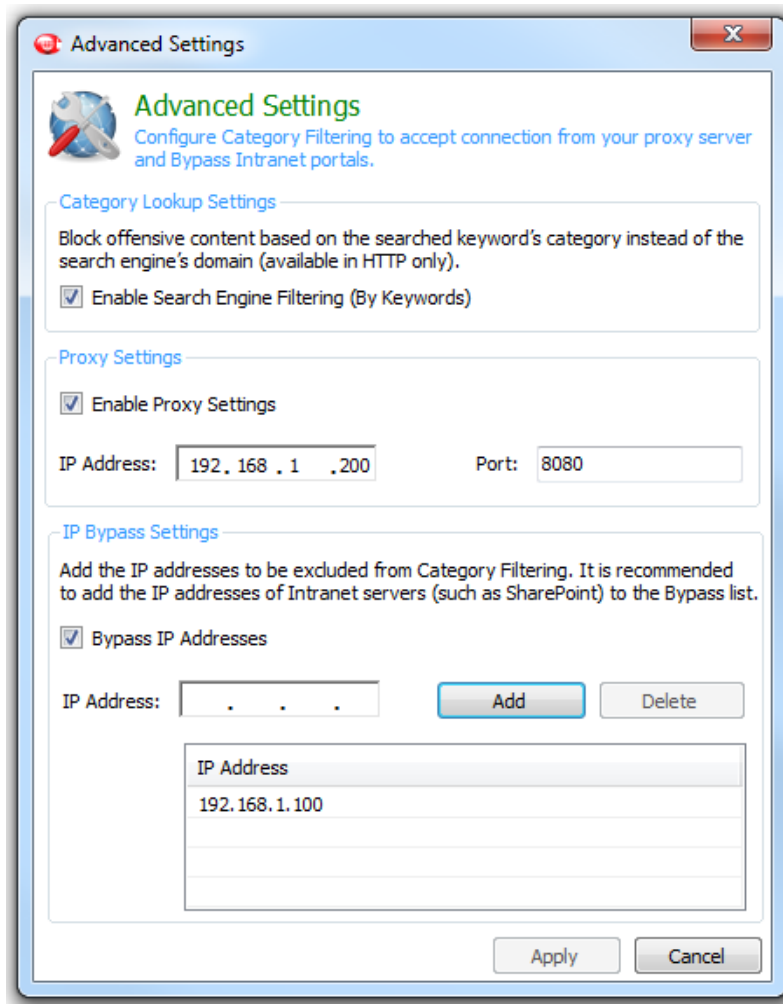 Advanced Settings
Advanced Settings
Configure Category Filtering to accept connection from your proxy server
and Bypass Intranet portals.
Category Lookup Settings
Block offensive content based on the searched keyword's category instead of the
search engine's domain (available in HTTP only).
Enable Search Engine Filtering (By Keywords)
Proxy Settings
Enable Proxy Settings
IP Address: 192 . 168 . 1 . 200 Port: 8080
IP Bypass Settings
Add the IP addresses to be excluded from Category Filtering. It is recommended
to add the IP addresses of Intranet servers (such as SharePoint) to the Bypass list.
Bypass IP Addresses
IP Address: . . . Add Delete
IP Address
192.168.1.100
Apply Cancel